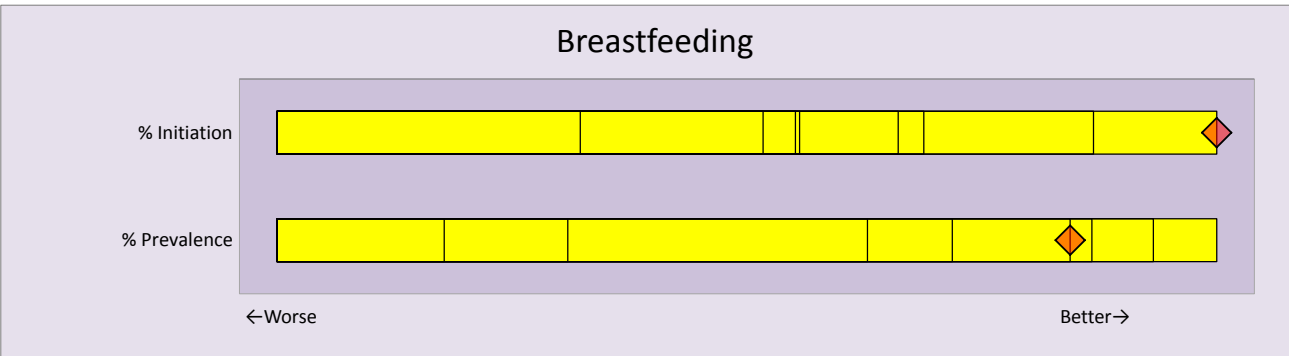 Breastfeeding
% Initiation
% Prevalence
←Worse
Better→